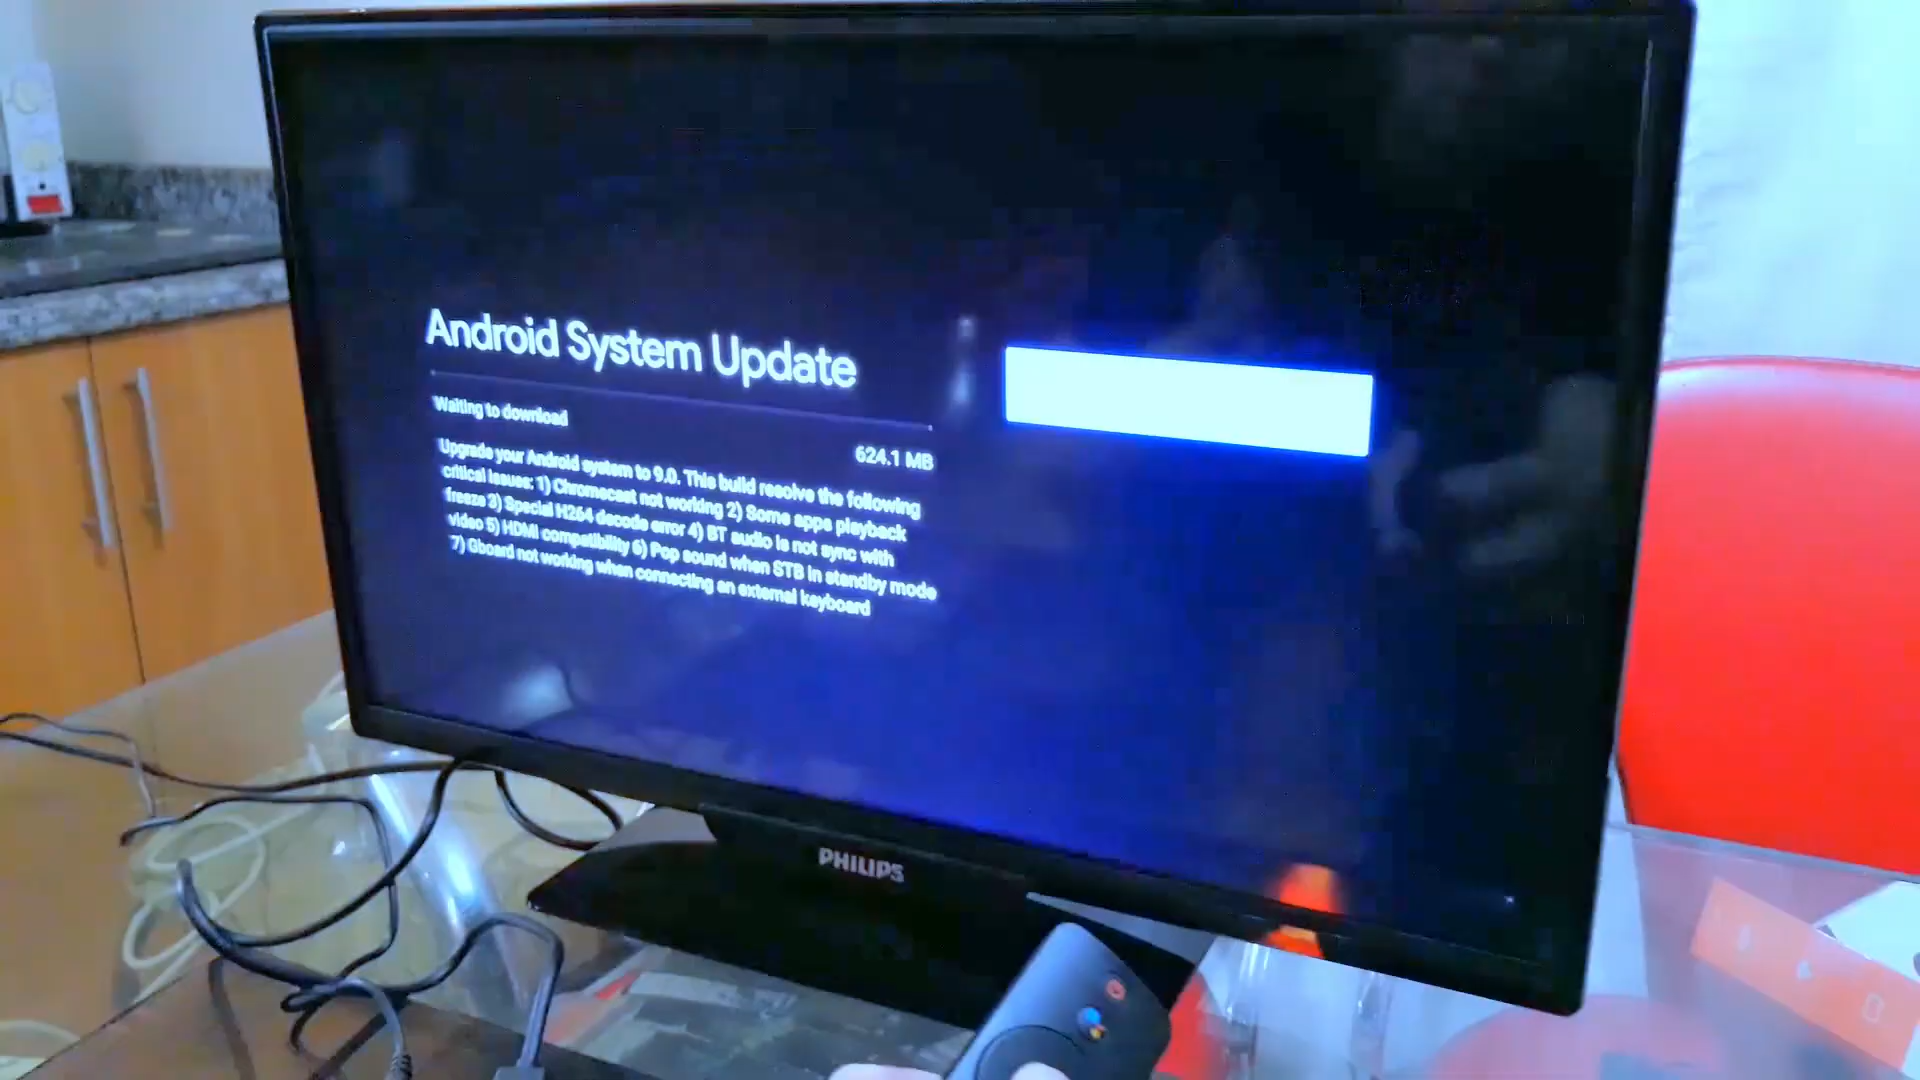 Android System Update
Waiting to download
624.1 MB
Upgrade your Android system to 9.0. This build resolve the following
critical issues: 1) Chromecast not working 2) Some apps playback
freeze 3) Special H264 decode error 4) BT audio is not sync with
video 5) HDMI compatibility 6) Pop sound when STB in standby mode
7) Gboard not working when connecting an external keyboard
PHILIPS